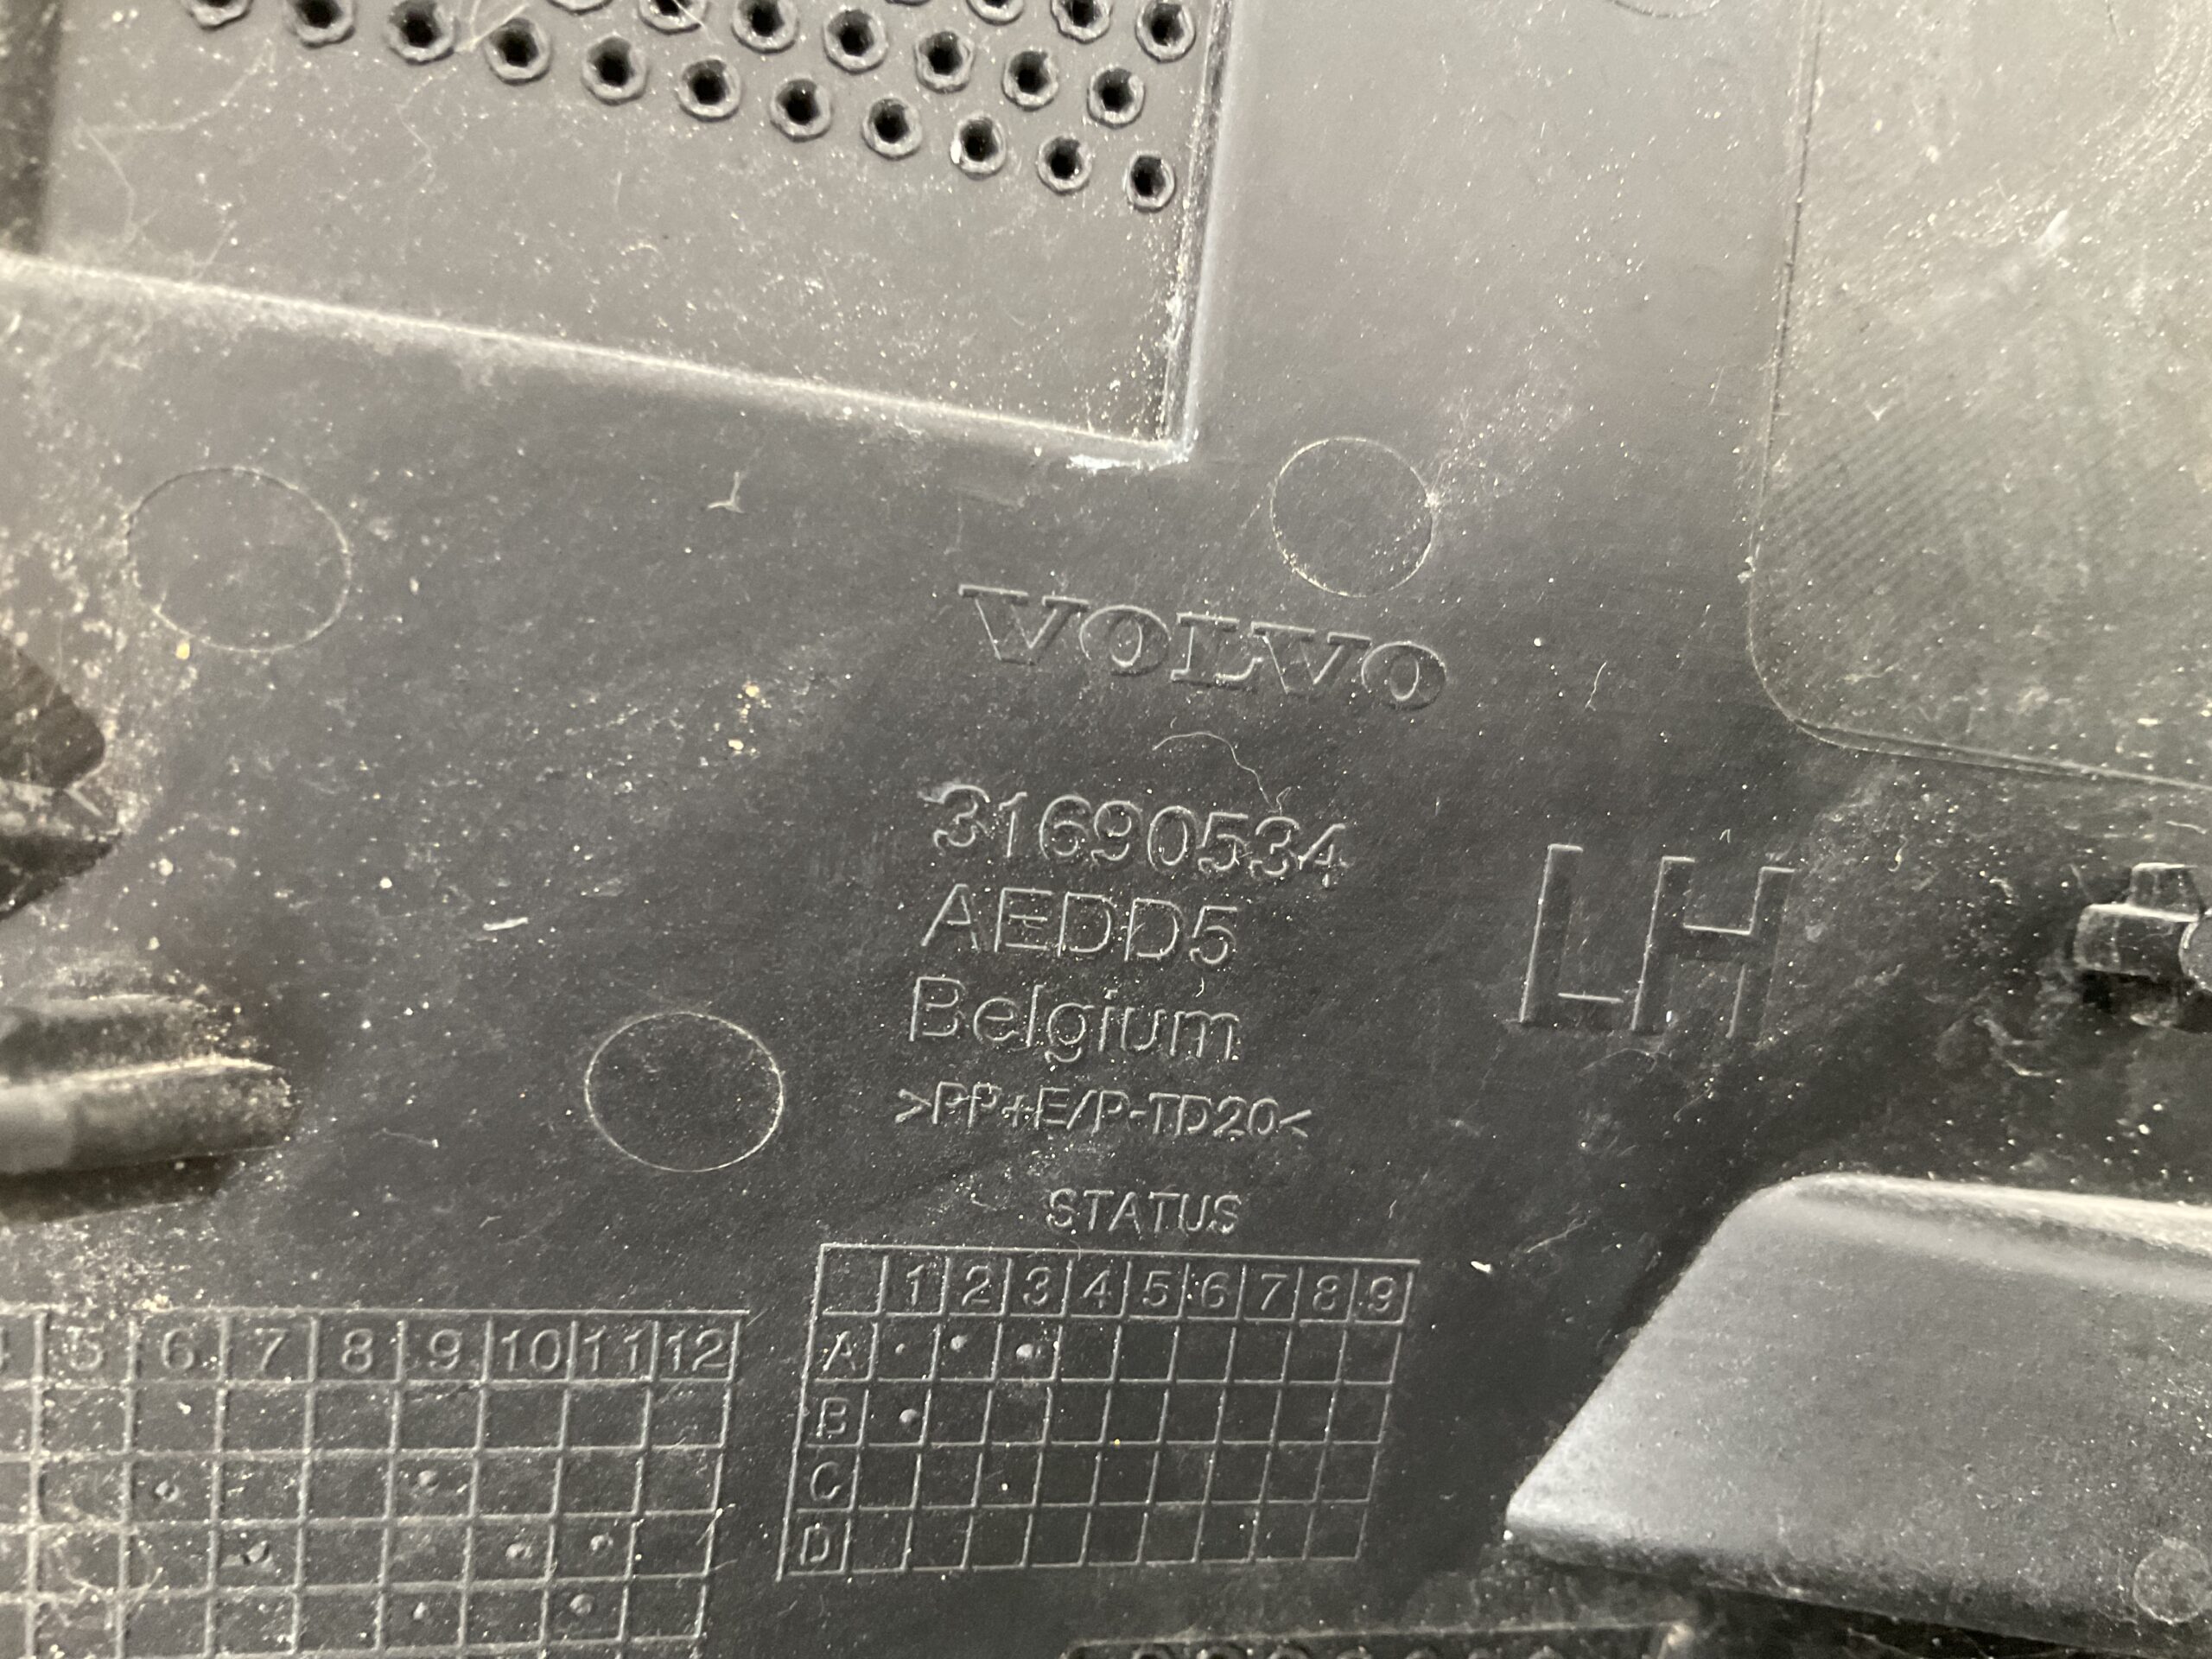 VOLVO
31690534
AEDD5
Belgium
>PP+E/P-TD20<
LH
STATUS
1 2 3 4 5 6 7 8 9
A
B
C
D
5 6 7 8 9 10 11 12